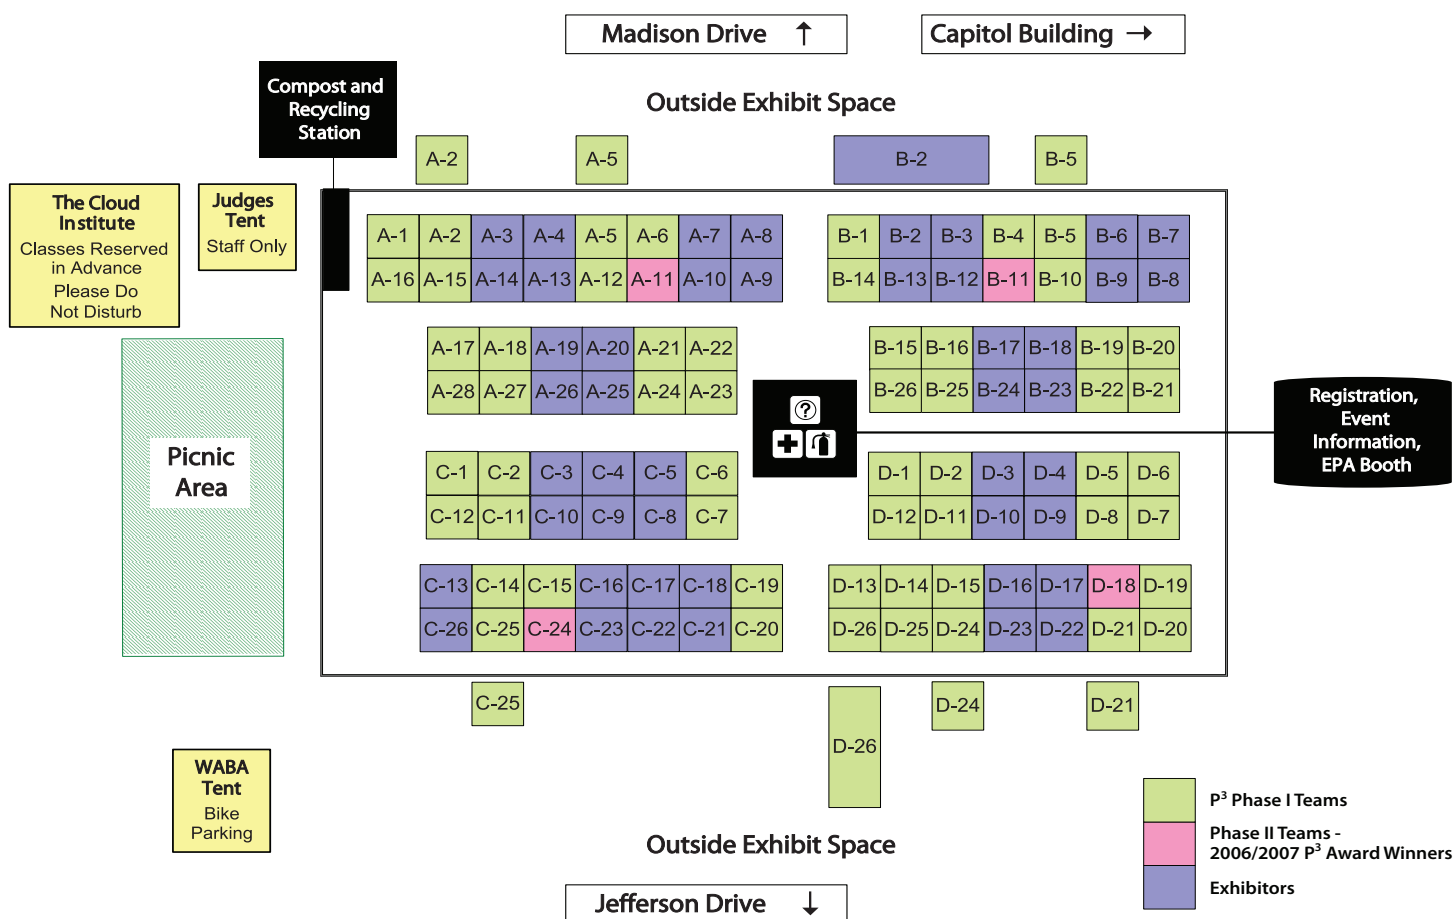 Madison Drive ↑
Capitol Building →
Compost and
Recycling
Station
Outside Exhibit Space
A-2
A-5
B-2
B-5
The Cloud
Institute
Classes Reserved
in Advance
Please Do
Not Disturb
Judges
Tent
Staff Only
A-1 A-2 A-3 A-4 A-5 A-6 A-7 A-8
B-1 B-2 B-3 B-4 B-5 B-6 B-7
A-16 A-15 A-14 A-13 A-12 A-11 A-10 A-9
B-14 B-13 B-12 B-11 B-10 B-9 B-8
A-17 A-18 A-19 A-20 A-21 A-22
B-15 B-16 B-17 B-18 B-19 B-20
A-28 A-27 A-26 A-25 A-24 A-23
B-26 B-25 B-24 B-23 B-22 B-21
?
Registration,
Event
Information,
EPA Booth
Picnic
Area
C-1 C-2 C-3 C-4 C-5 C-6
D-1 D-2 D-3 D-4 D-5 D-6
C-12 C-11 C-10 C-9 C-8 C-7
D-12 D-11 D-10 D-9 D-8 D-7
C-13 C-14 C-15 C-16 C-17 C-18 C-19
D-13 D-14 D-15 D-16 D-17 D-18 D-19
C-26 C-25 C-24 C-23 C-22 C-21 C-20
D-26 D-25 D-24 D-23 D-22 D-21 D-20
C-25
D-26
D-24
D-21
WABA
Tent
Bike
Parking
P³ Phase I Teams
Phase II Teams -
2006/2007 P³ Award Winners
Exhibitors
Outside Exhibit Space
Jefferson Drive ↓